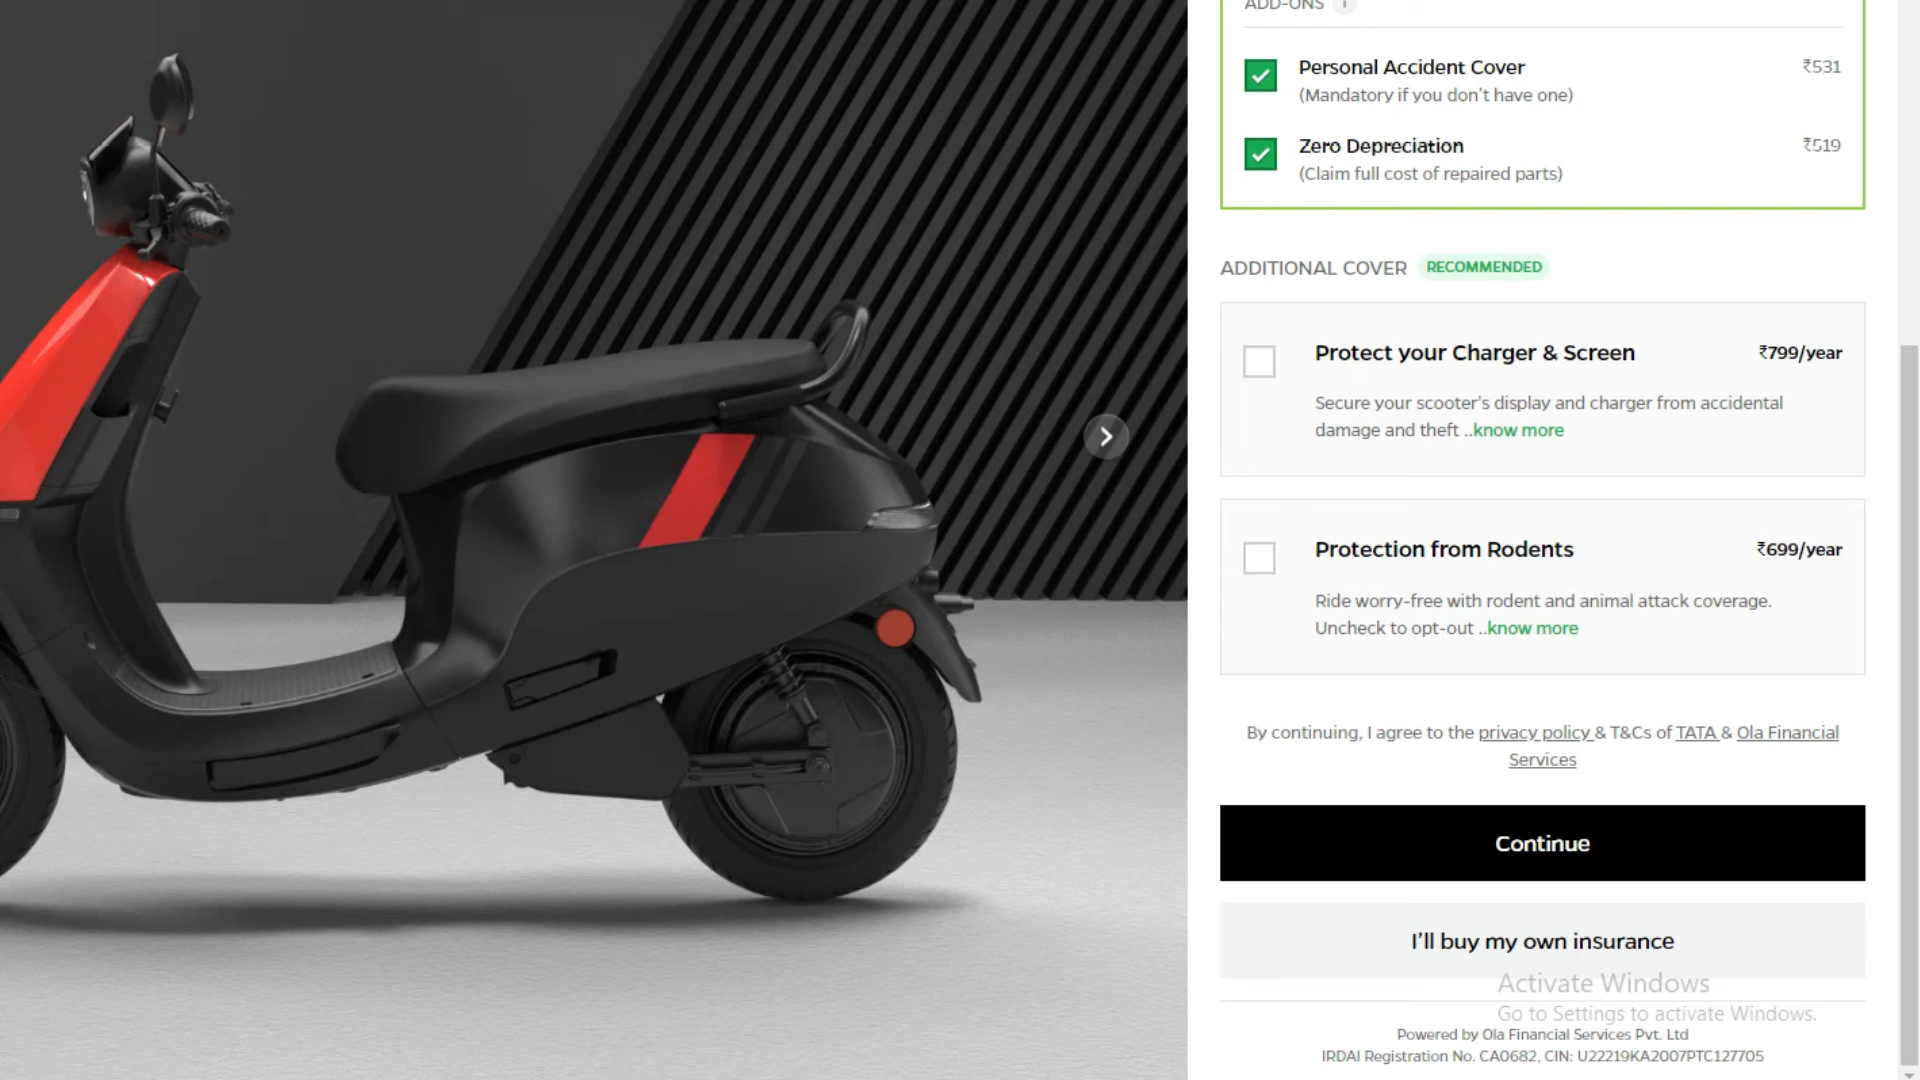 ADD-ONS i
Personal Accident Cover ₹531
(Mandatory if you don't have one)
Zero Depreciation ₹519
(Claim full cost of repaired parts)
ADDITIONAL COVER RECOMMENDED
Protect your Charger & Screen ₹799/year
Secure your scooter's display and charger from accidental
damage and theft ..know more
Protection from Rodents ₹699/year
Ride worry-free with rodent and animal attack coverage.
Uncheck to opt-out ..know more
By continuing, I agree to the privacy policy & T&Cs of TATA & Ola Financial
Services
Continue
I'll buy my own insurance
Activate Windows
Go to Settings to activate Windows.
Powered by Ola Financial Services Pvt. Ltd
IRDAI Registration No. CA0682, CIN: U22219KA2007PTC127705